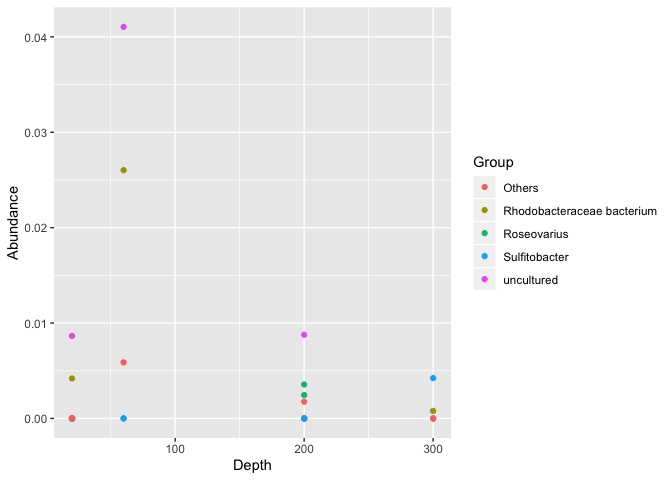 0.04
0.03
0.02
0.01
0.00
Abundance
100
200
300
Depth
Group
Others
Rhodobacteraceae bacterium
Roseovarius
Sulfitobacter
uncultured